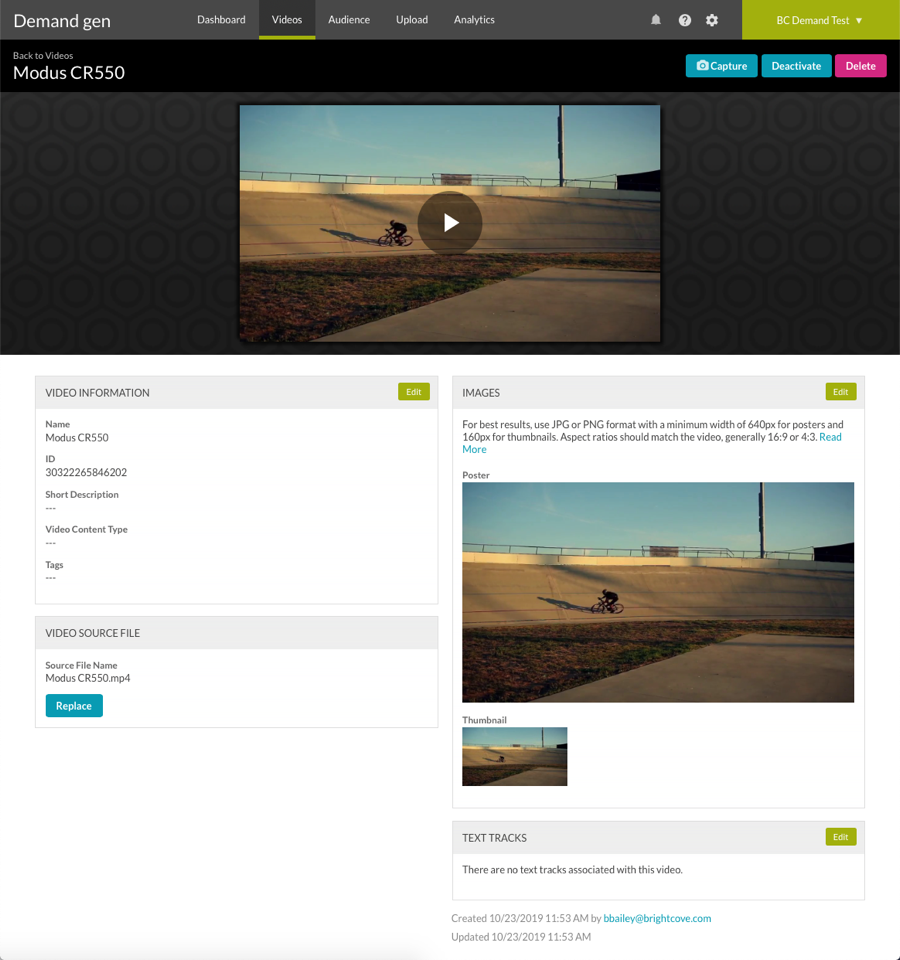 Demand gen
Dashboard
Videos
Audience
Upload
Analytics
BC Demand Test
Back to Videos
Modus CR550
Capture
Deactivate
Delete
VIDEO INFORMATION
Edit
Name
Modus CR550
ID
30322265846202
Short Description
---
Video Content Type
---
Tags
---
VIDEO SOURCE FILE
Source File Name
Modus CR550.mp4
Replace
IMAGES
Edit
For best results, use JPG or PNG format with a minimum width of 640px for posters and
160px for thumbnails. Aspect ratios should match the video, generally 16:9 or 4:3. Read
More
Poster
Thumbnail
TEXT TRACKS
Edit
There are no text tracks associated with this video.
Created 10/23/2019 11:53 AM by bbailey@brightcove.com
Updated 10/23/2019 11:53 AM